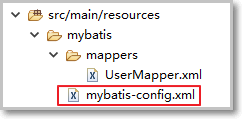 src/main/resources
mybatis
mappers
UserMapper.xml
mybatis-config.xml